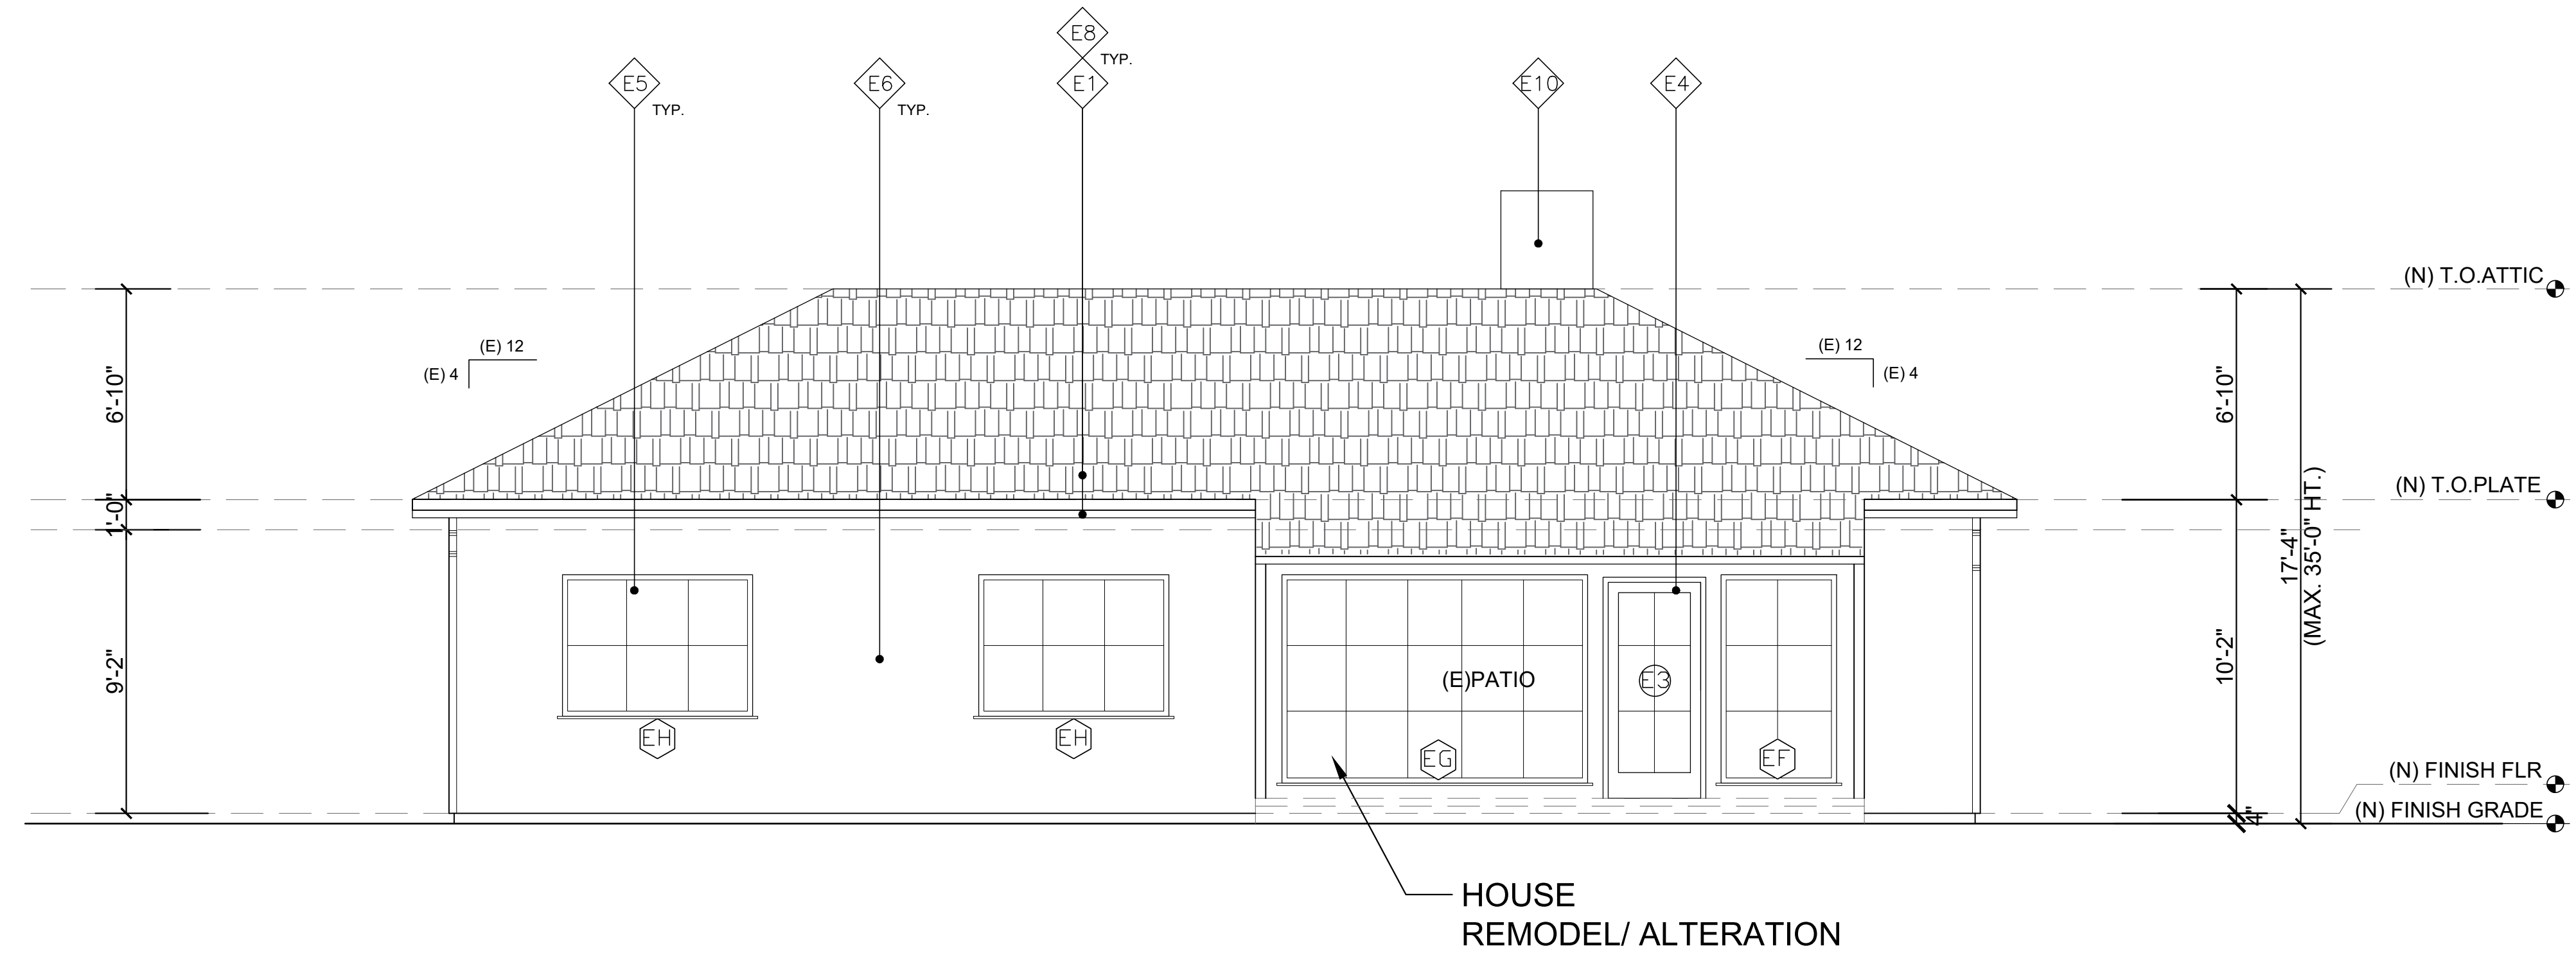 E8
TYP.
E5
TYP.
E6
TYP.
E1
E10
E4
(N) T.O.ATTIC
(E) 12
(E) 4
(E) 12
(E) 4
6'-10"
6'-10"
(N) T.O.PLATE
1'-0"
17'-4"
(MAX. 35'-0" HT.)
9'-2"
10'-2"
(E)PATIO
E3
EH
EH
EG
EF
(N) FINISH FLR
(N) FINISH GRADE
4"
HOUSE
REMODEL/ ALTERATION